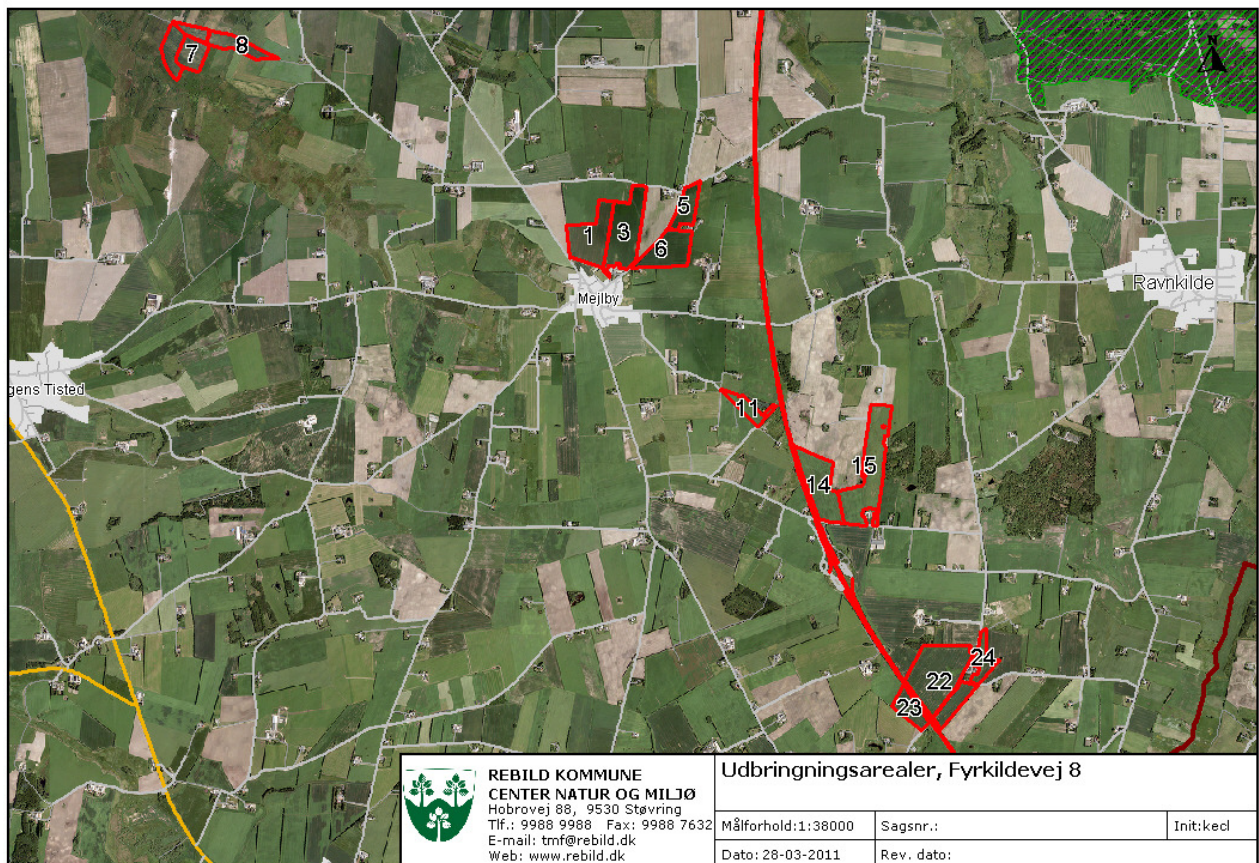 N
7
8
5
1
3
6
Mejlby
Ravnkilde
gens Tisted
11
15
14
24
22
23
REBILD KOMMUNE
CENTER NATUR OG MILJØ
Hobrovej 88, 9530 Støvring
Tlf.: 9988 9988 Fax: 9988 7632
E-mail: tmf@rebild.dk
Web: www.rebild.dk
Udbringningsarealer, Fyrkildevej 8
Målforhold:1:38000
Sagsnr.:
Init:kecl
Dato: 28-03-2011
Rev. dato: